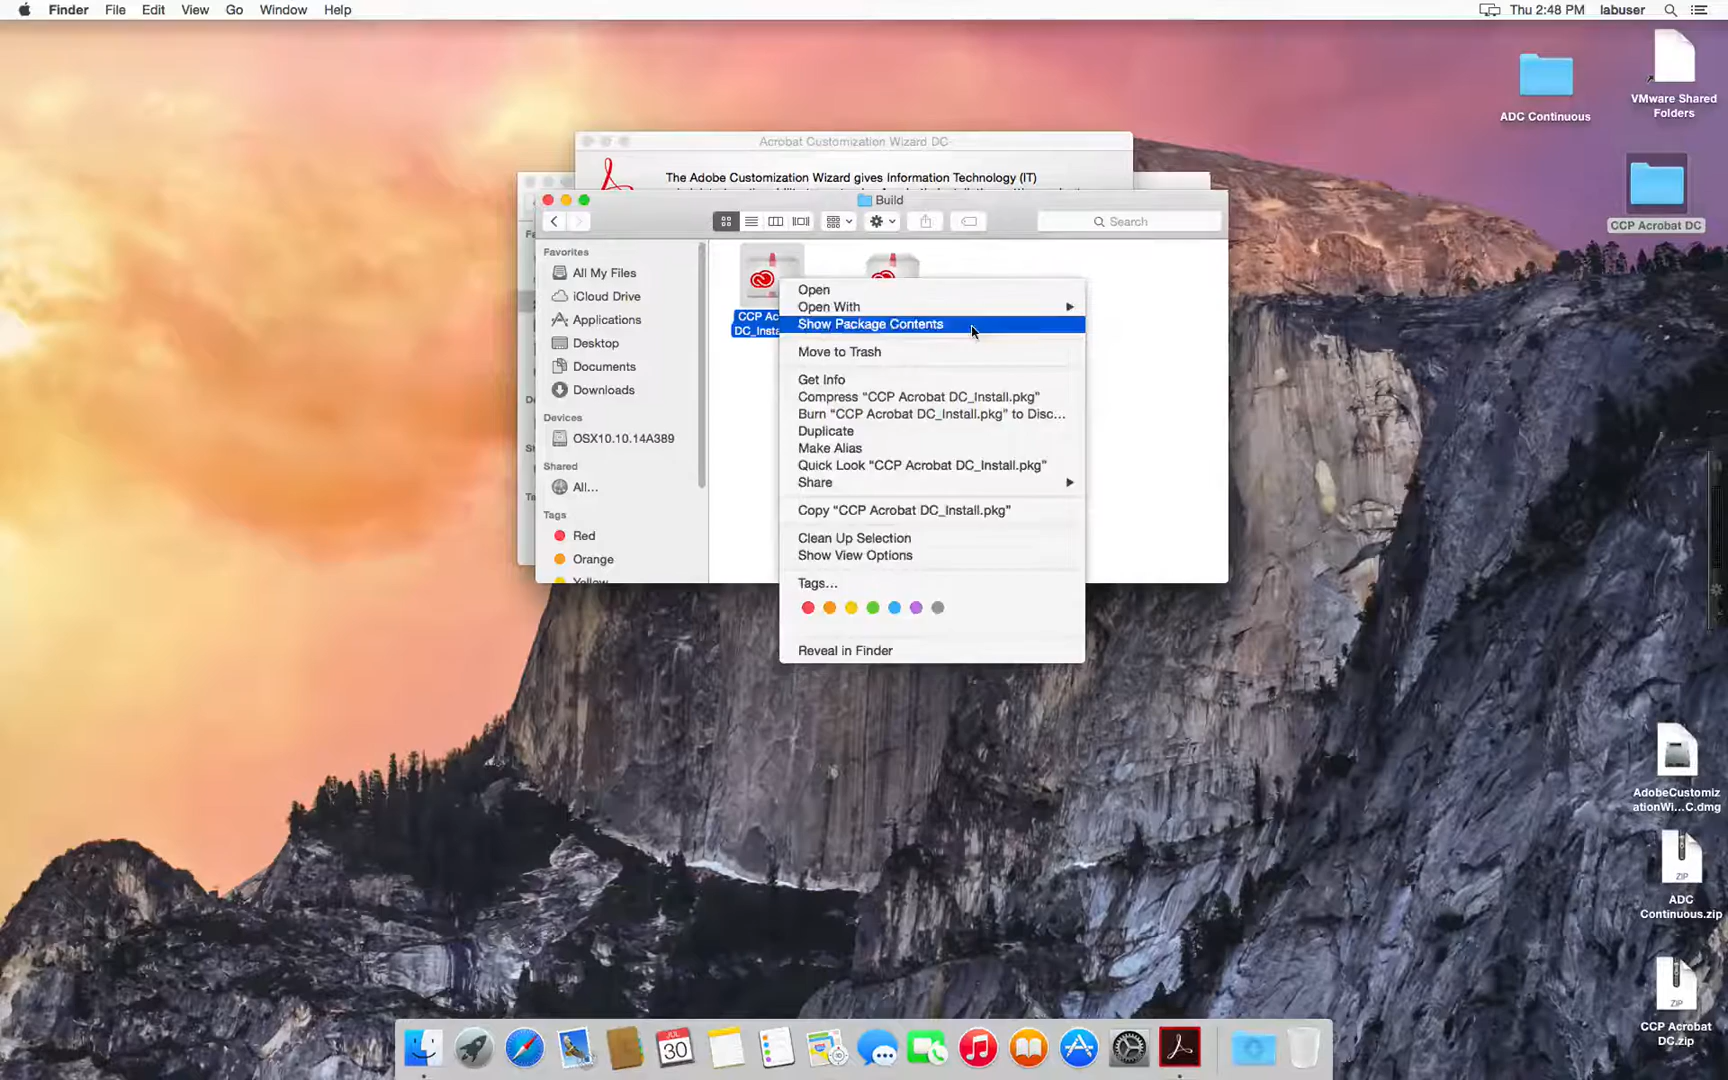 Finder File Edit View Go Window Help
Thu 2:48 PM labuser
ADC Continuous
VMware Shared
Folders
CCP Acrobat DC
Acrobat Customization Wizard DC
The Adobe Customization Wizard gives Information Technology (IT)
Build
Search
Favorites
All My Files
iCloud Drive
Applications
Desktop
Documents
Downloads
Devices
OSX10.10.14A389
Shared
All...
Tags
Red
Orange
Yellow
CCP Ac
DC_Insta
Open
Open With
Show Package Contents
Move to Trash
Get Info
Compress “CCP Acrobat DC_Install.pkg”
Burn “CCP Acrobat DC_Install.pkg” to Disc...
Duplicate
Make Alias
Quick Look “CCP Acrobat DC_Install.pkg”
Share
Copy “CCP Acrobat DC_Install.pkg”
Clean Up Selection
Show View Options
Tags...
Reveal in Finder
AdobeCustomiz
ationWi...C.dmg
ZIP
ADC
Continuous.zip
ZIP
CCP Acrobat
DC.zip
JUL
30